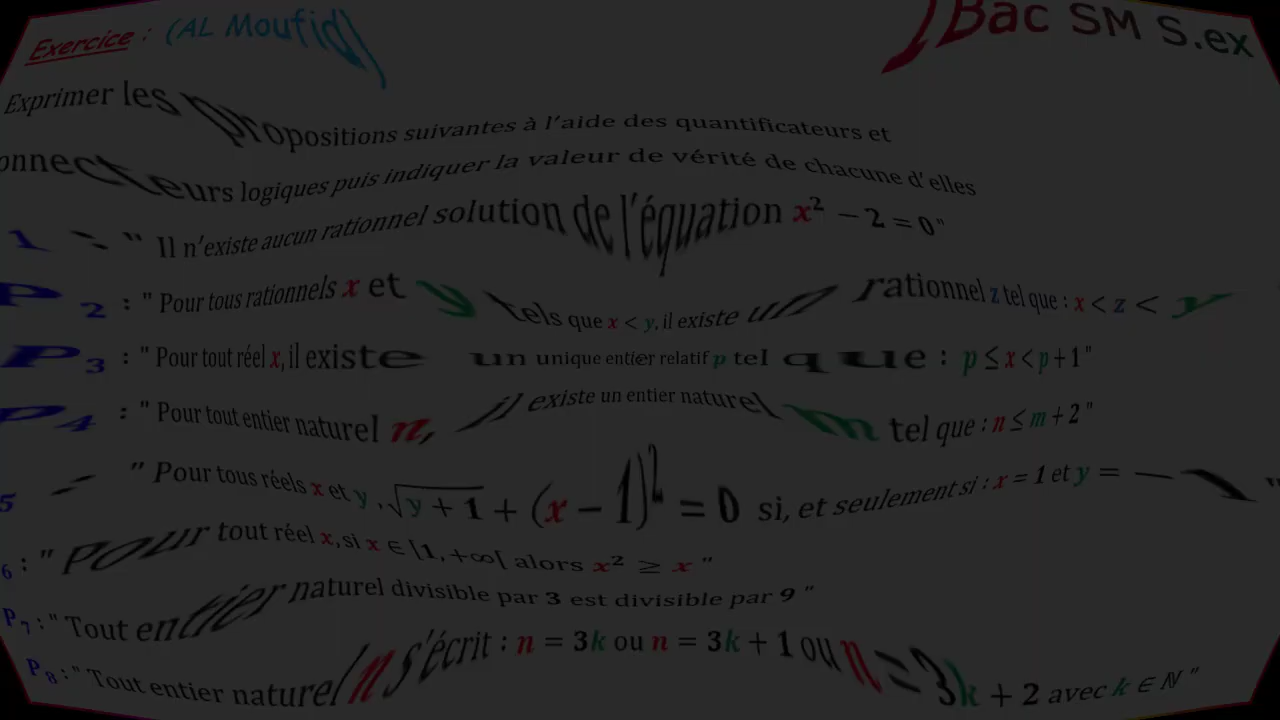 Exercice : (AL Moufid) 1Bac SM S.ex
Exprimer les propositions suivantes à l'aide des quantificateurs et
onnecteurs logiques puis indiquer la valeur de vérité de chacune d'elles
1 : " Il n'existe aucun rationnel solution de l'équation x² − 2 = 0 "
P₂ : " Pour tous rationnels x et y tels que x < y, il existe un rationnel z tel que : x < z < y
P₃ : " Pour tout réel x, il existe un unique entier relatif p tel que : p ≤ x < p + 1 "
P₄ : " Pour tout entier naturel n, il existe un entier naturel m tel que : n ≤ m + 2 "
5 : " Pour tous réels x et y , √(y + 1) + (x − 1)² = 0 si, et seulement si : x = 1 et y = −1 "
6 : " Pour tout réel x, si x ∈ [1, +∞[ alors x² ≥ x "
P₇ : " Tout entier naturel divisible par 3 est divisible par 9 "
P₈ : " Tout entier naturel n s'écrit : n = 3k ou n = 3k + 1 ou n = 3k + 2 avec k ∈ ℕ "